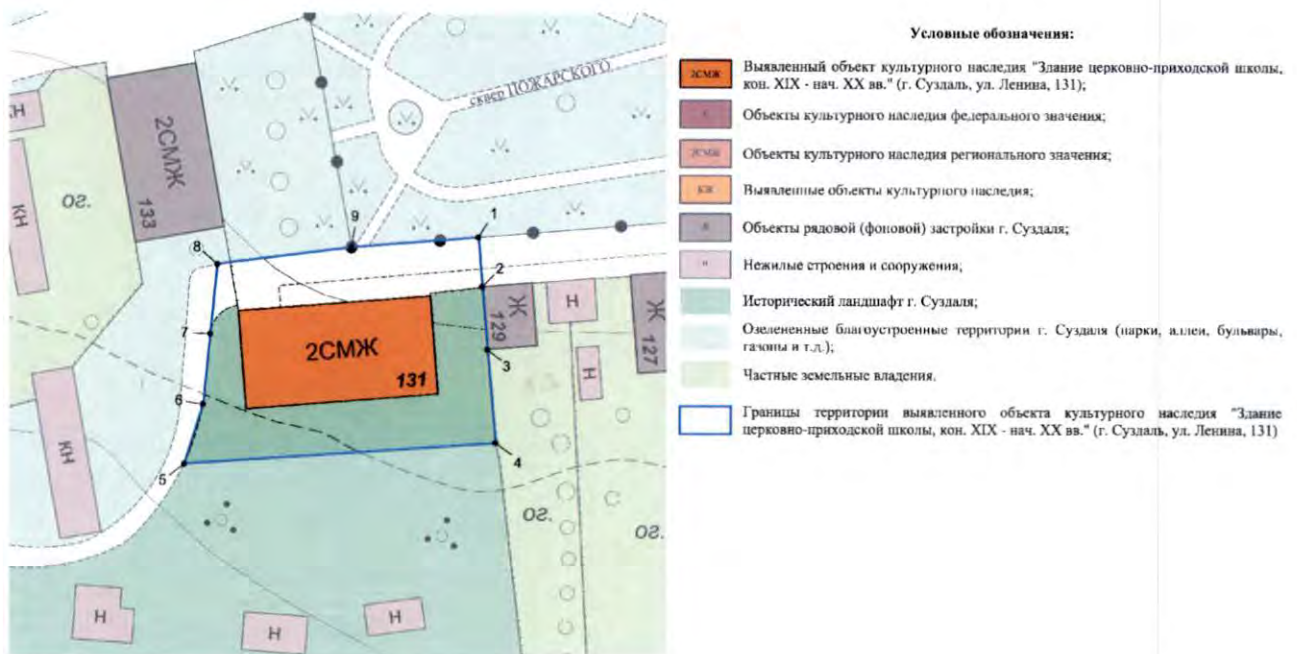 Условные обозначения:
2СМЖ
Выявленный объект культурного наследия "Здание церковно-приходской школы,
кон. XIX - нач. XX вв." (г. Суздаль, ул. Ленина, 131);
Объекты культурного наследия федерального значения;
2СМЖ
Объекты культурного наследия регионального значения;
КЖ
Выявленные объекты культурного наследия;
Объекты рядовой (фоновой) застройки г. Суздаля;
Н
Нежилые строения и сооружения;
Исторический ландшафт г. Суздаля;
Озелененные благоустроенные территории г. Суздаля (парки, аллеи, бульвары,
газоны и т.д.);
Частные земельные владения.
Границы территории выявленного объекта культурного наследия "Здание
церковно-приходской школы, кон. XIX - нач. XX вв." (г. Суздаль, ул. Ленина, 131)
сквер ПОЖАРСКОГО
КН
2СМЖ
133
ог.
КН
9
1
8
2
Ж
129
Н
Ж
127
7
2СМЖ
131
3
Н
6
КН
5
4
ог.
ог.
Н
Н
Н